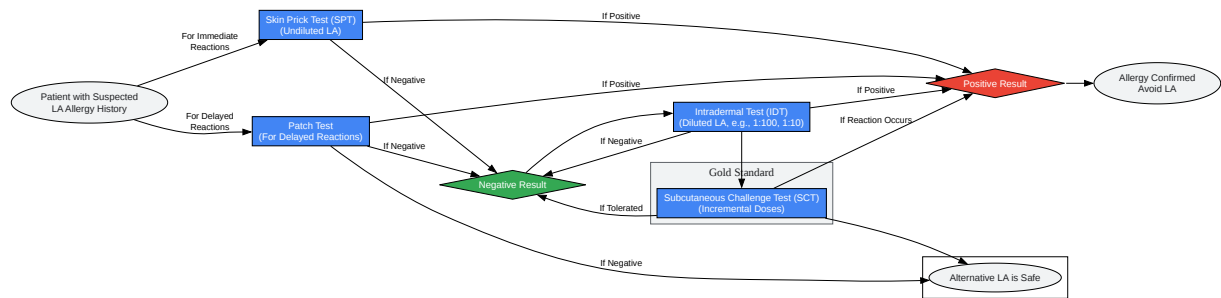 Skin Prick Test (SPT)
(Undiluted LA)
If Positive
For Immediate
Reactions
If Negative
If Positive
Positive Result
Allergy Confirmed
Avoid LA
Patient with Suspected
LA Allergy History
For Delayed
Reactions
Patch Test
(For Delayed Reactions)
If Negative
Intradermal Test (IDT)
(Diluted LA, e.g., 1:100, 1:10)
If Positive
If Reaction Occurs
If Negative
Gold Standard
Negative Result
Subcutaneous Challenge Test (SCT)
(Incremental Doses)
If Tolerated
If Negative
Alternative LA is Safe